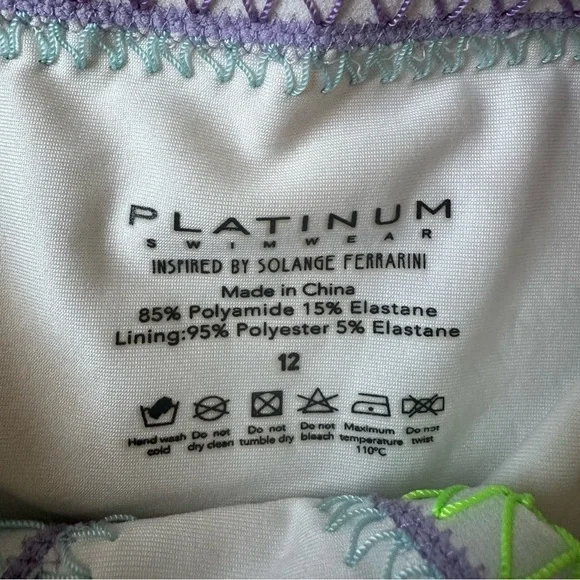 PLATINUM
SWIMWEAR
INSPIRED BY SOLANGE FERRARINI
Made in China
85% Polyamide 15% Elastane
Lining:95% Polyester 5% Elastane
12
Hand wash cold
Do not dry clean
Do not tumble dry
Do not bleach
Maximum temperature 110°C
Do not twist